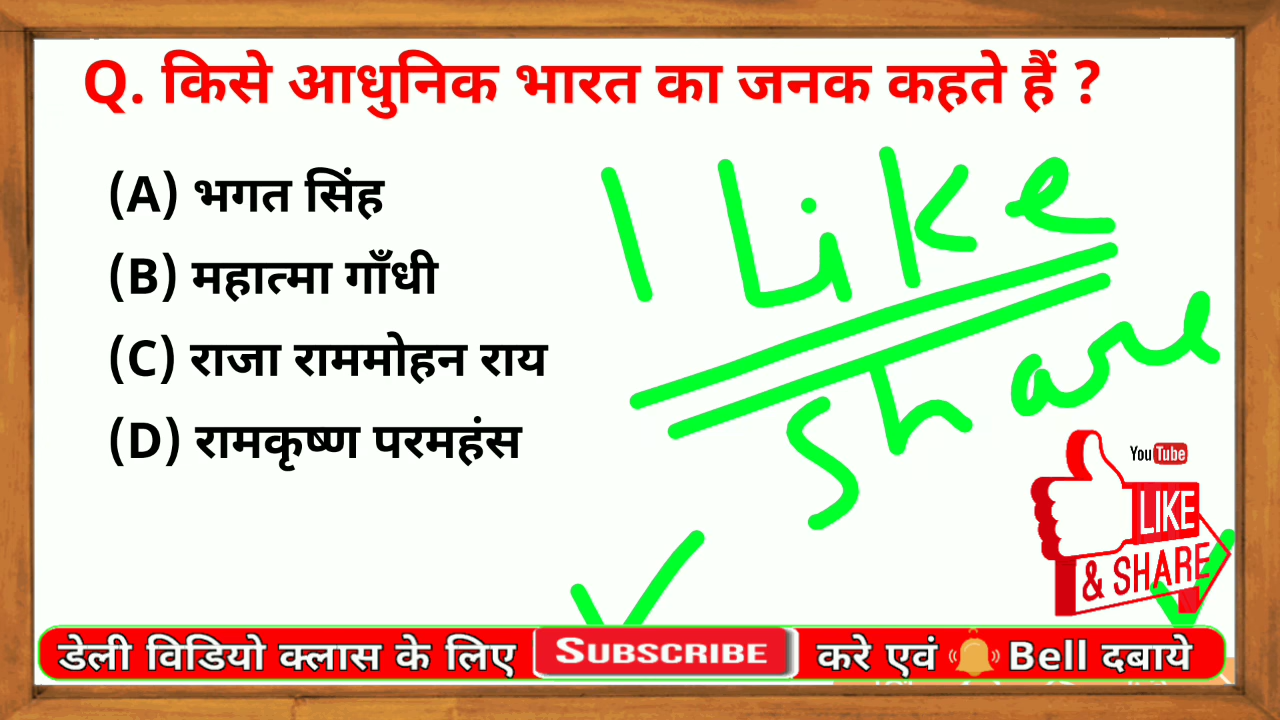 Q. किसे आधुनिक भारत का जनक कहते हैं ?
(A) भगत सिंह
(B) महात्मा गाँधी
(C) राजा राममोहन राय
(D) रामकृष्ण परमहंस
1 Like
Share
YouTube
LIKE
& SHARE
डेली विडियो क्लास के लिए SUBSCRIBE करे एवं Bell दबाये